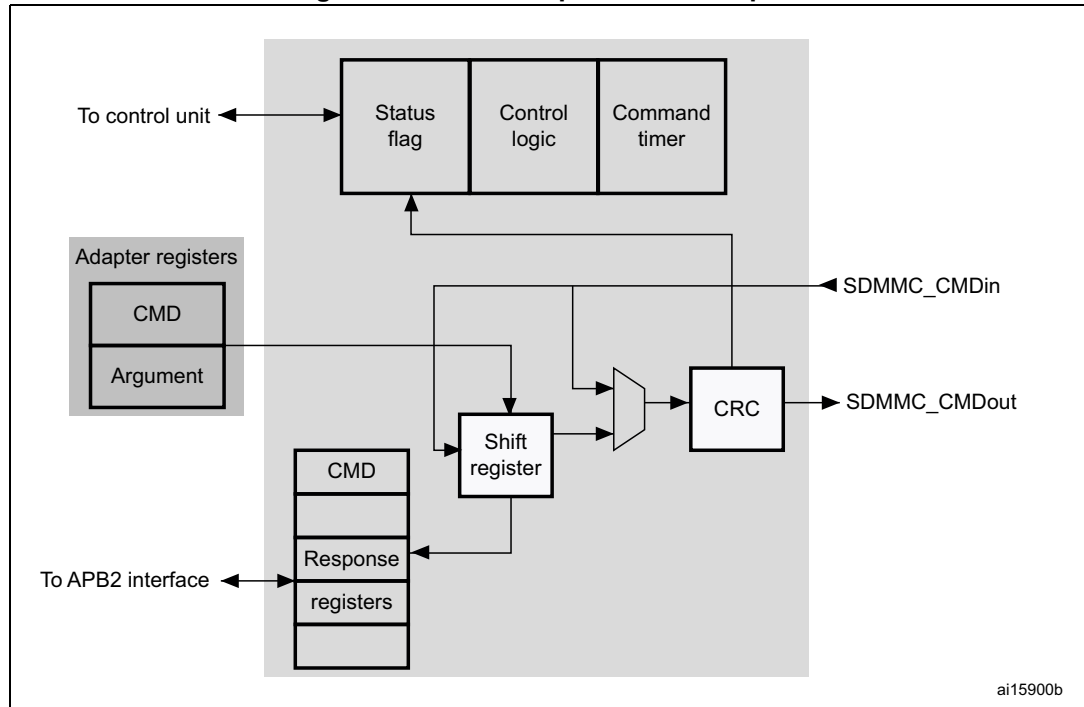 To control unit
Status
flag
Control
logic
Command
timer
Adapter registers
CMD
Argument
SDMMC_CMDin
SDMMC_CMDout
CRC
Shift
register
CMD
Response
registers
To APB2 interface
ai15900b